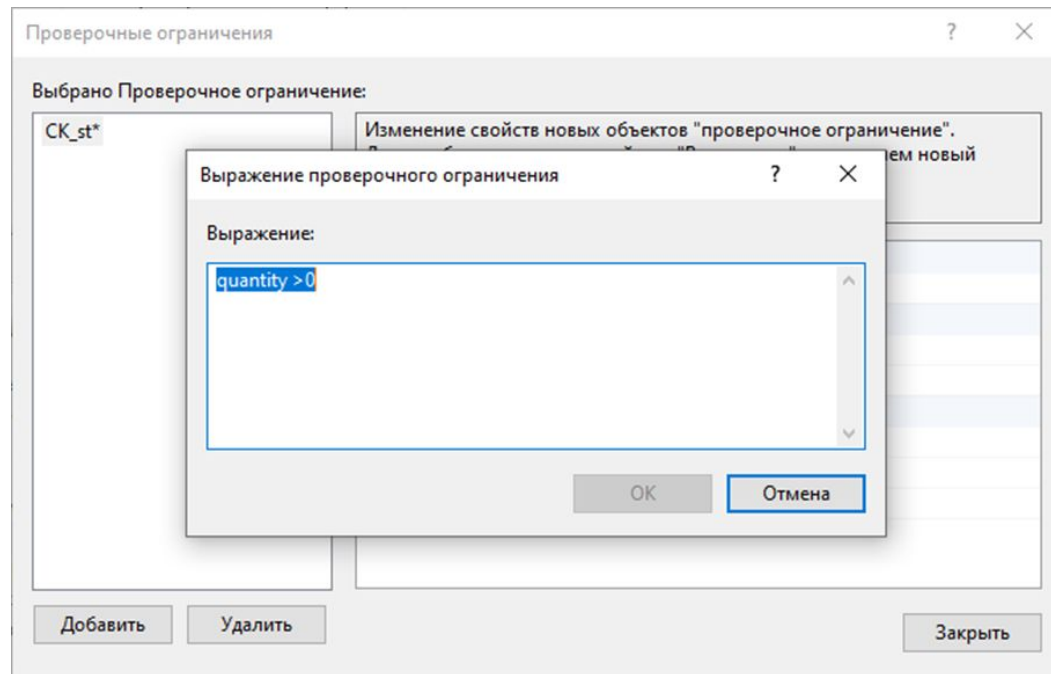 Проверочные ограничения
Выбрано Проверочное ограничение:
CK_st*
Изменение свойств новых объектов "проверочное ограничение".
ем новый
Выражение проверочного ограничения
Выражение:
quantity >0
OK
Отмена
Добавить
Удалить
Закрыть